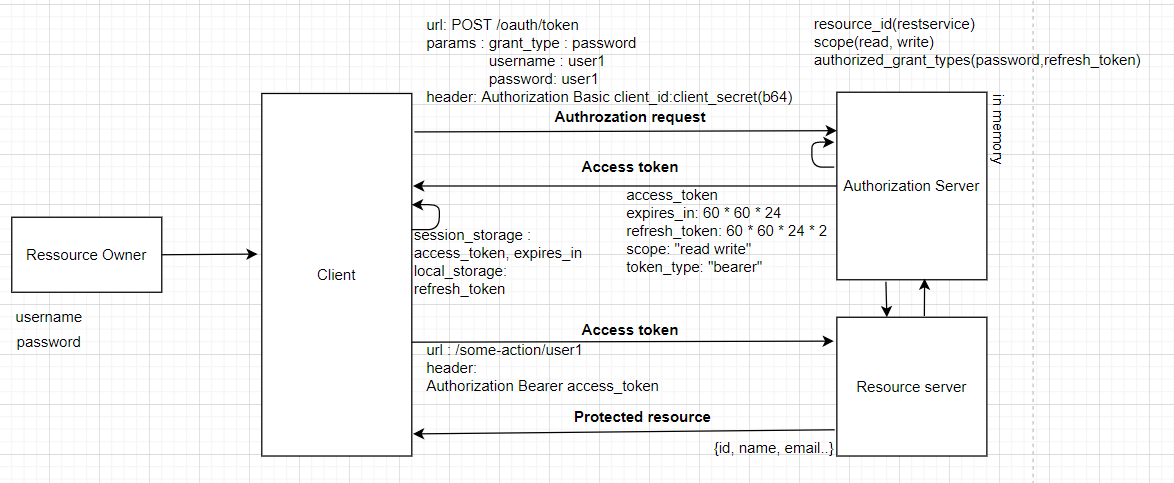 url: POST /oauth/token
params : grant_type : password
username : user1
password: user1
header: Authorization Basic client_id:client_secret(b64)
Authrozation request
resource_id(restservice)
scope(read, write)
authorized_grant_types(password,refresh_token)
in memory
Access token
Authorization Server
access_token
expires_in: 60 * 60 * 24
refresh_token: 60 * 60 * 24 * 2
scope: "read write"
token_type: "bearer"
session_storage :
access_token, expires_in
local_storage:
refresh_token
Ressource Owner
Client
username
password
Access token
url : /some-action/user1
header:
Authorization Bearer access_token
Resource server
Protected resource
{id, name, email..}